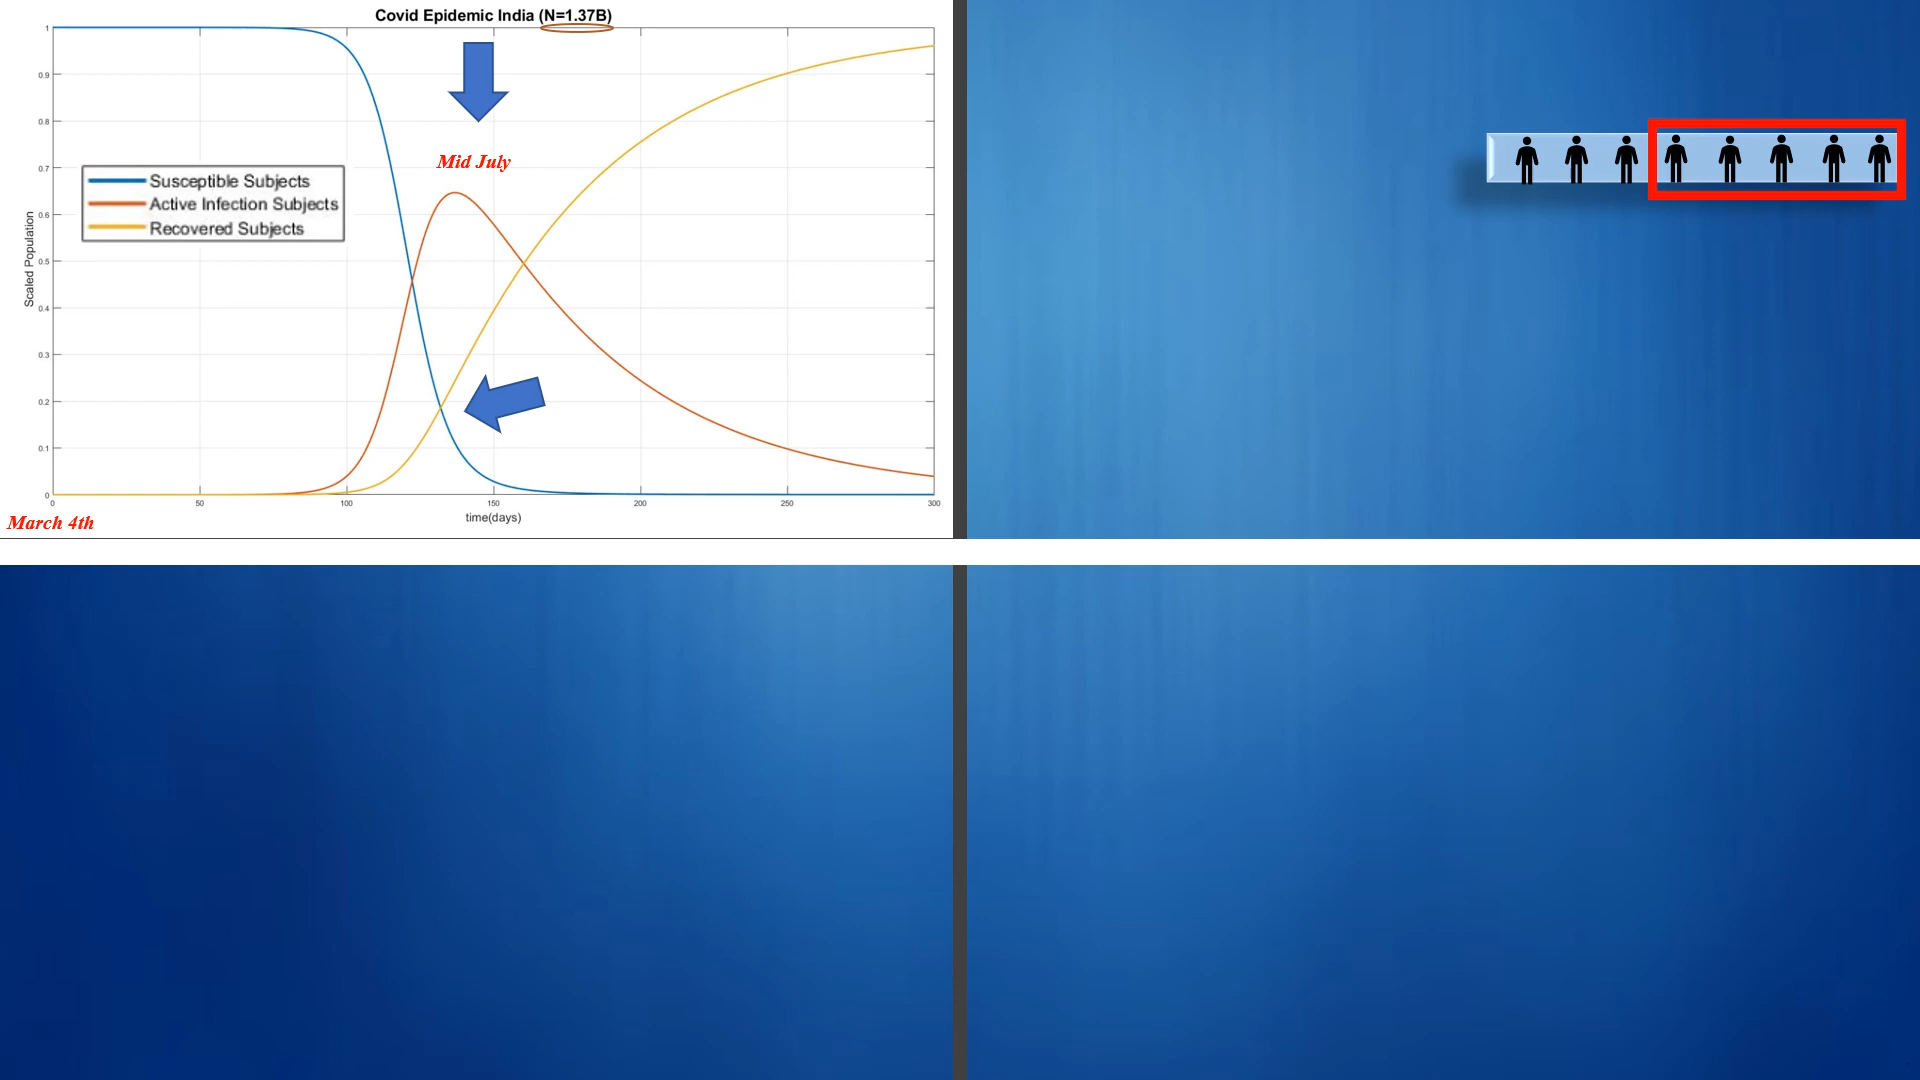 Covid Epidemic India (N=1.37B)
1
0.9
0.8
Mid July
0.7
Susceptible Subjects
Active Infection Subjects
Recovered Subjects
0.6
0.5
0.4
0.3
0.2
0.1
0
Scaled Population
0 50 100 150 200 250 300
time(days)
March 4th